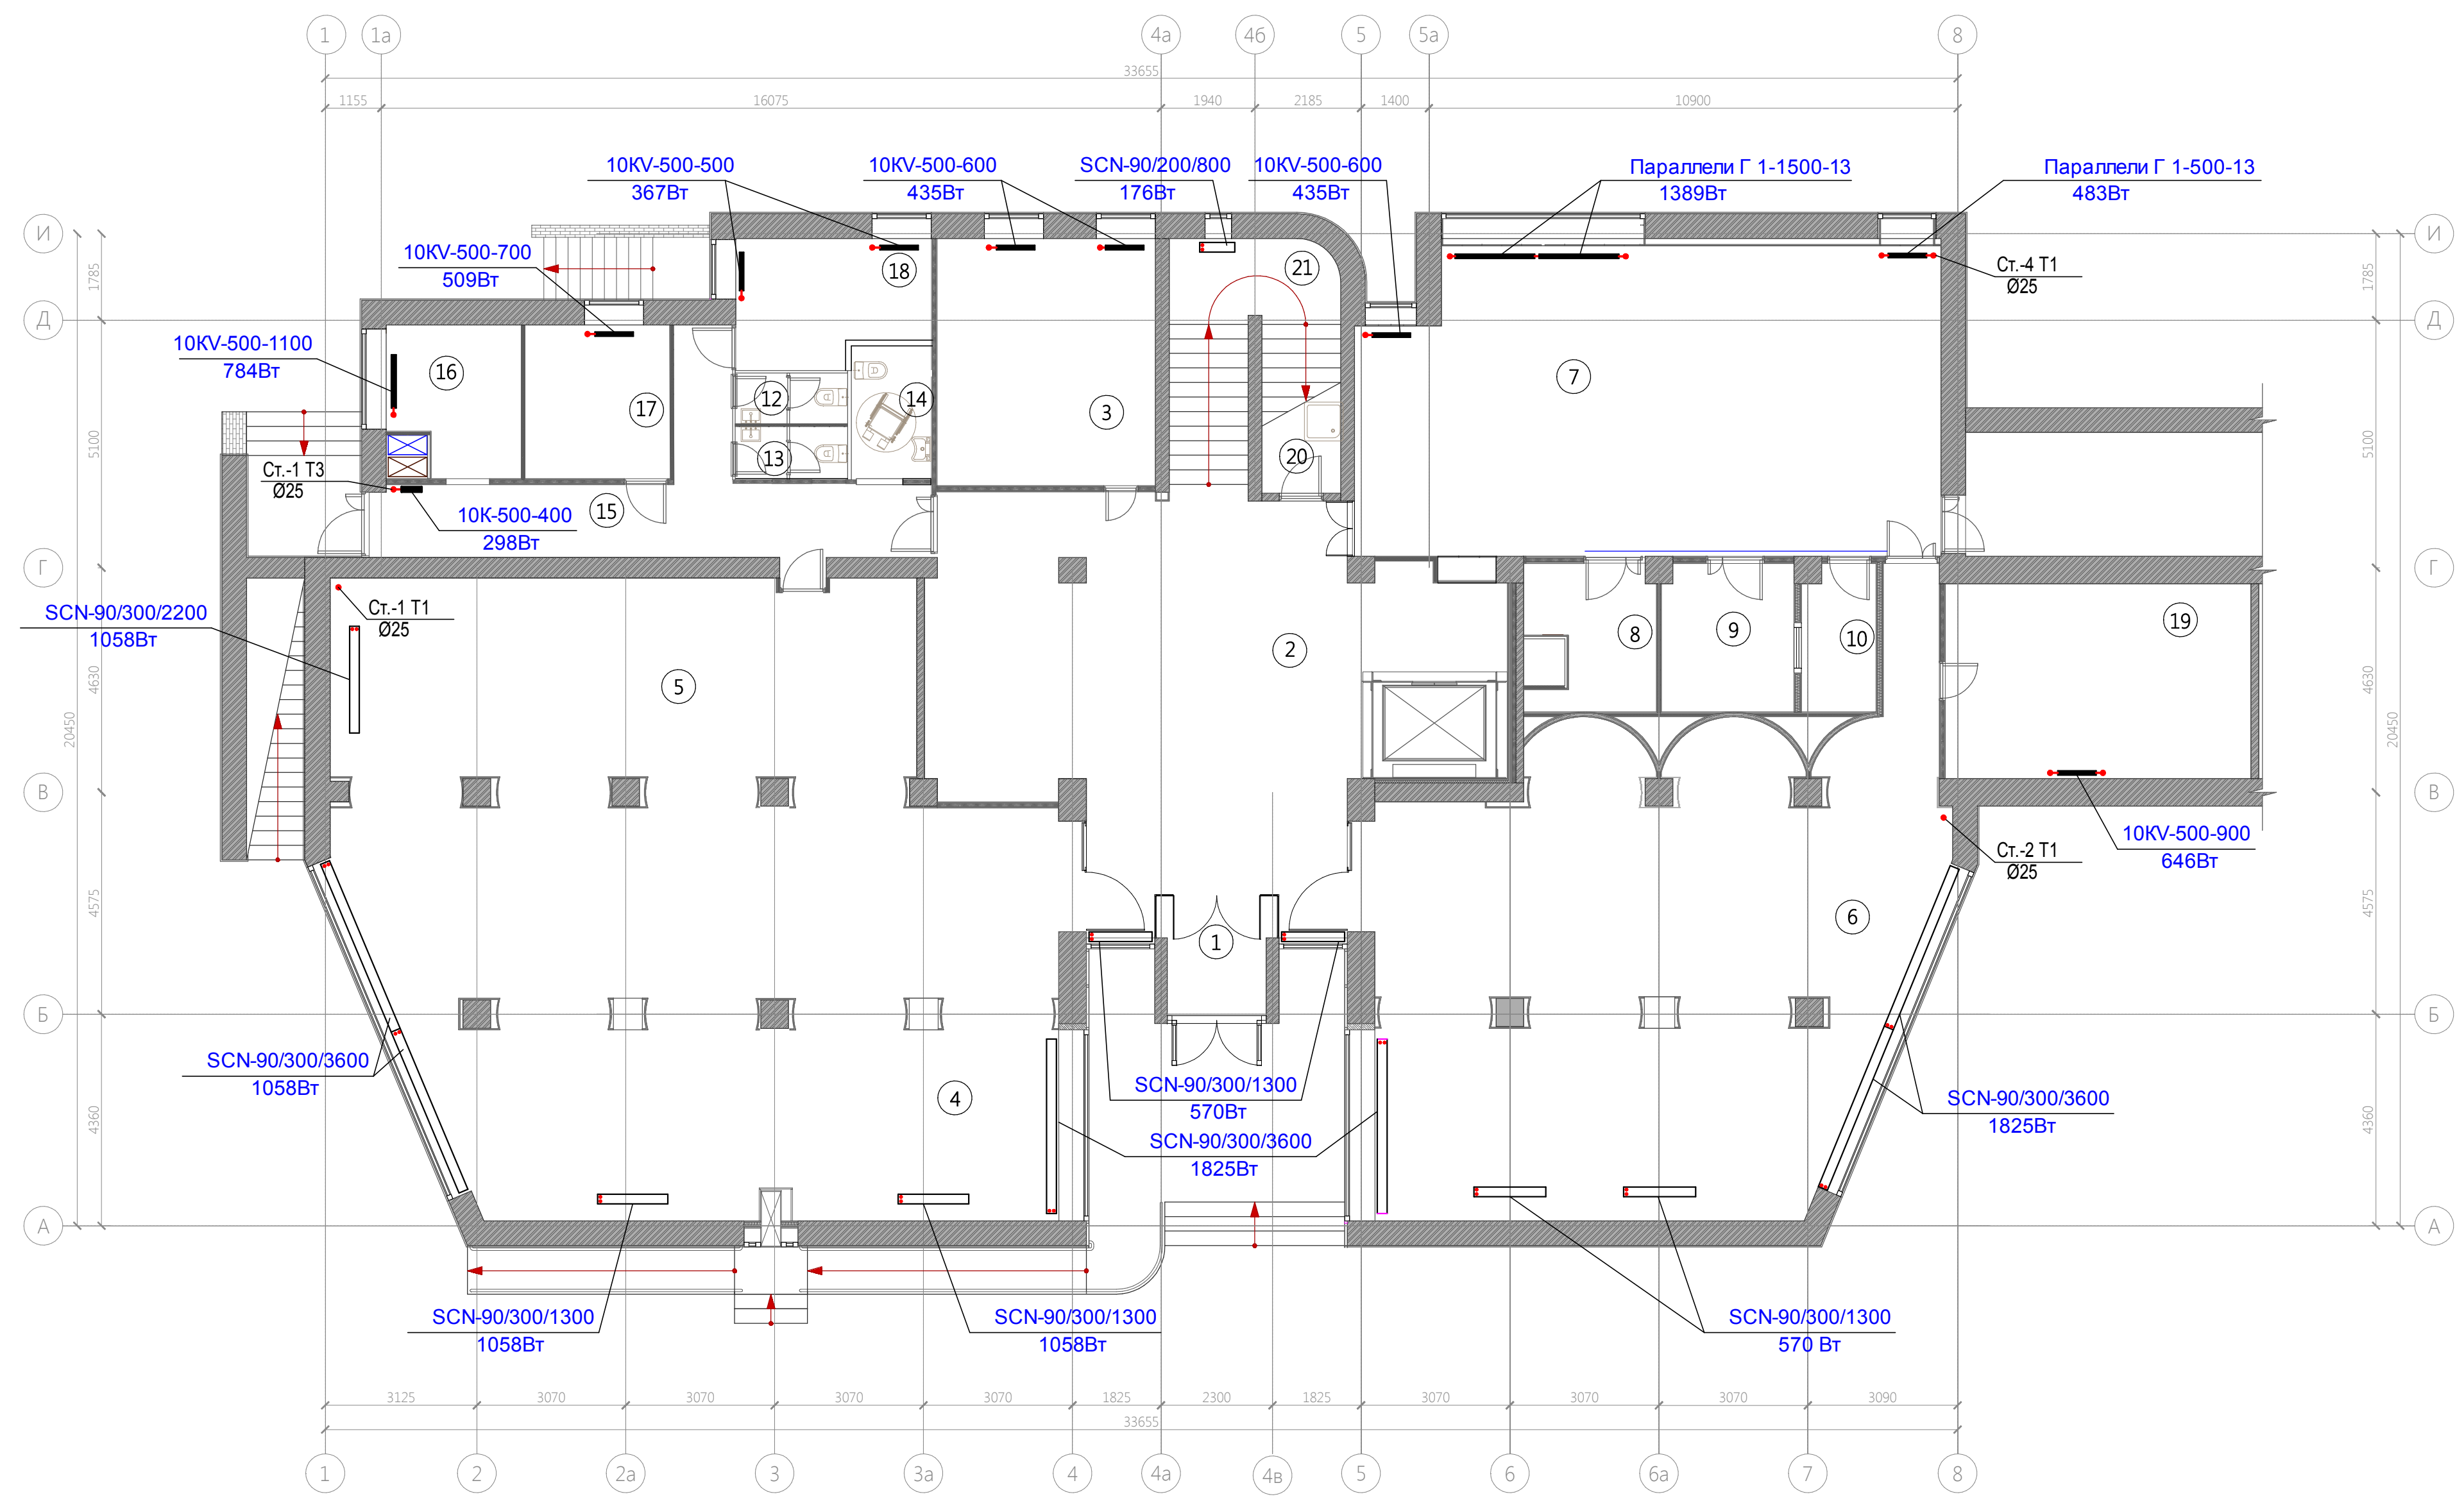 1
1а
4а
4б
5
5а
8
33655
1155
16075
1940
2185
1400
10900
10KV-500-500
367Вт
10KV-500-600
435Вт
SCN-90/200/800
176Вт
10KV-500-600
435Вт
Параллели Г 1-1500-13
1389Вт
Параллели Г 1-500-13
483Вт
И
И
10KV-500-700
509Вт
18
21
Ст.-4 Т1
Ø25
1785
1785
Д
Д
10KV-500-1100
784Вт
16
17
12
14
3
7
13
20
5100
5100
Ст.-1 Т3
Ø25
10К-500-400
298Вт
15
Г
Г
SCN-90/300/2200
1058Вт
Ст.-1 Т1
Ø25
5
2
8
9
10
19
4630
4630
20450
20450
В
В
10KV-500-900
646Вт
Ст.-2 Т1
Ø25
4575
4575
6
1
Б
Б
SCN-90/300/3600
1058Вт
4
SCN-90/300/1300
570Вт
SCN-90/300/3600
1825Вт
SCN-90/300/3600
1825Вт
4360
4360
А
А
SCN-90/300/1300
1058Вт
SCN-90/300/1300
1058Вт
SCN-90/300/1300
570 Вт
3125
3070
3070
3070
3070
1825
2300
1825
3070
3070
3070
3090
33655
1
2
2а
3
3а
4
4а
4в
5
6
6а
7
8